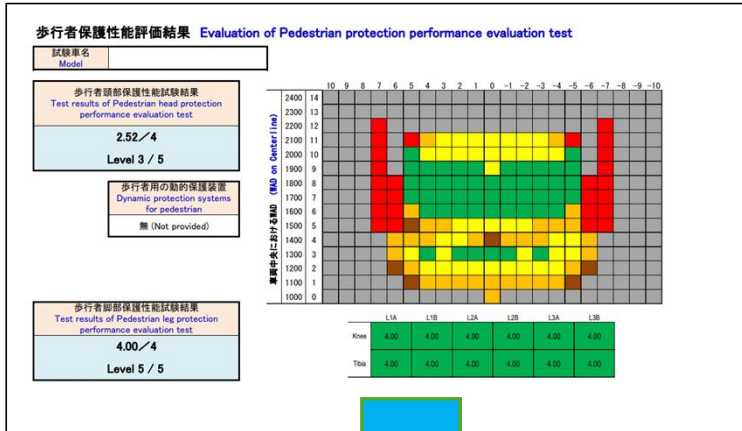 歩行者保護性能評価結果 Evaluation of Pedestrian protection performance evaluation test
試験車名
Model
歩行者頭部保護性能試験結果
Test results of Pedestrian head protection
performance evaluation test
2.52／4
Level 3 / 5
歩行者用の動的保護装置
Dynamic protection systems
for pedestrian
無 (Not provided)
歩行者脚部保護性能試験結果
Test results of Pedestrian leg protection
performance evaluation test
4.00／4
Level 5 / 5
車両中央におけるWAD (WAD on Centerline)
10 9 8 7 6 5 4 3 2 1 0 -1 -2 -3 -4 -5 -6 -7 -8 -9 -10
2400 14
2300 13
2200 12
2100 11
2000 10
1900 9
1800 8
1700 7
1600 6
1500 5
1400 4
1300 3
1200 2
1100 1
1000 0
L1A L1B L2A L2B L3A L3B
Knee 4.00 4.00 4.00 4.00 4.00 4.00
Tibia 4.00 4.00 4.00 4.00 4.00 4.00